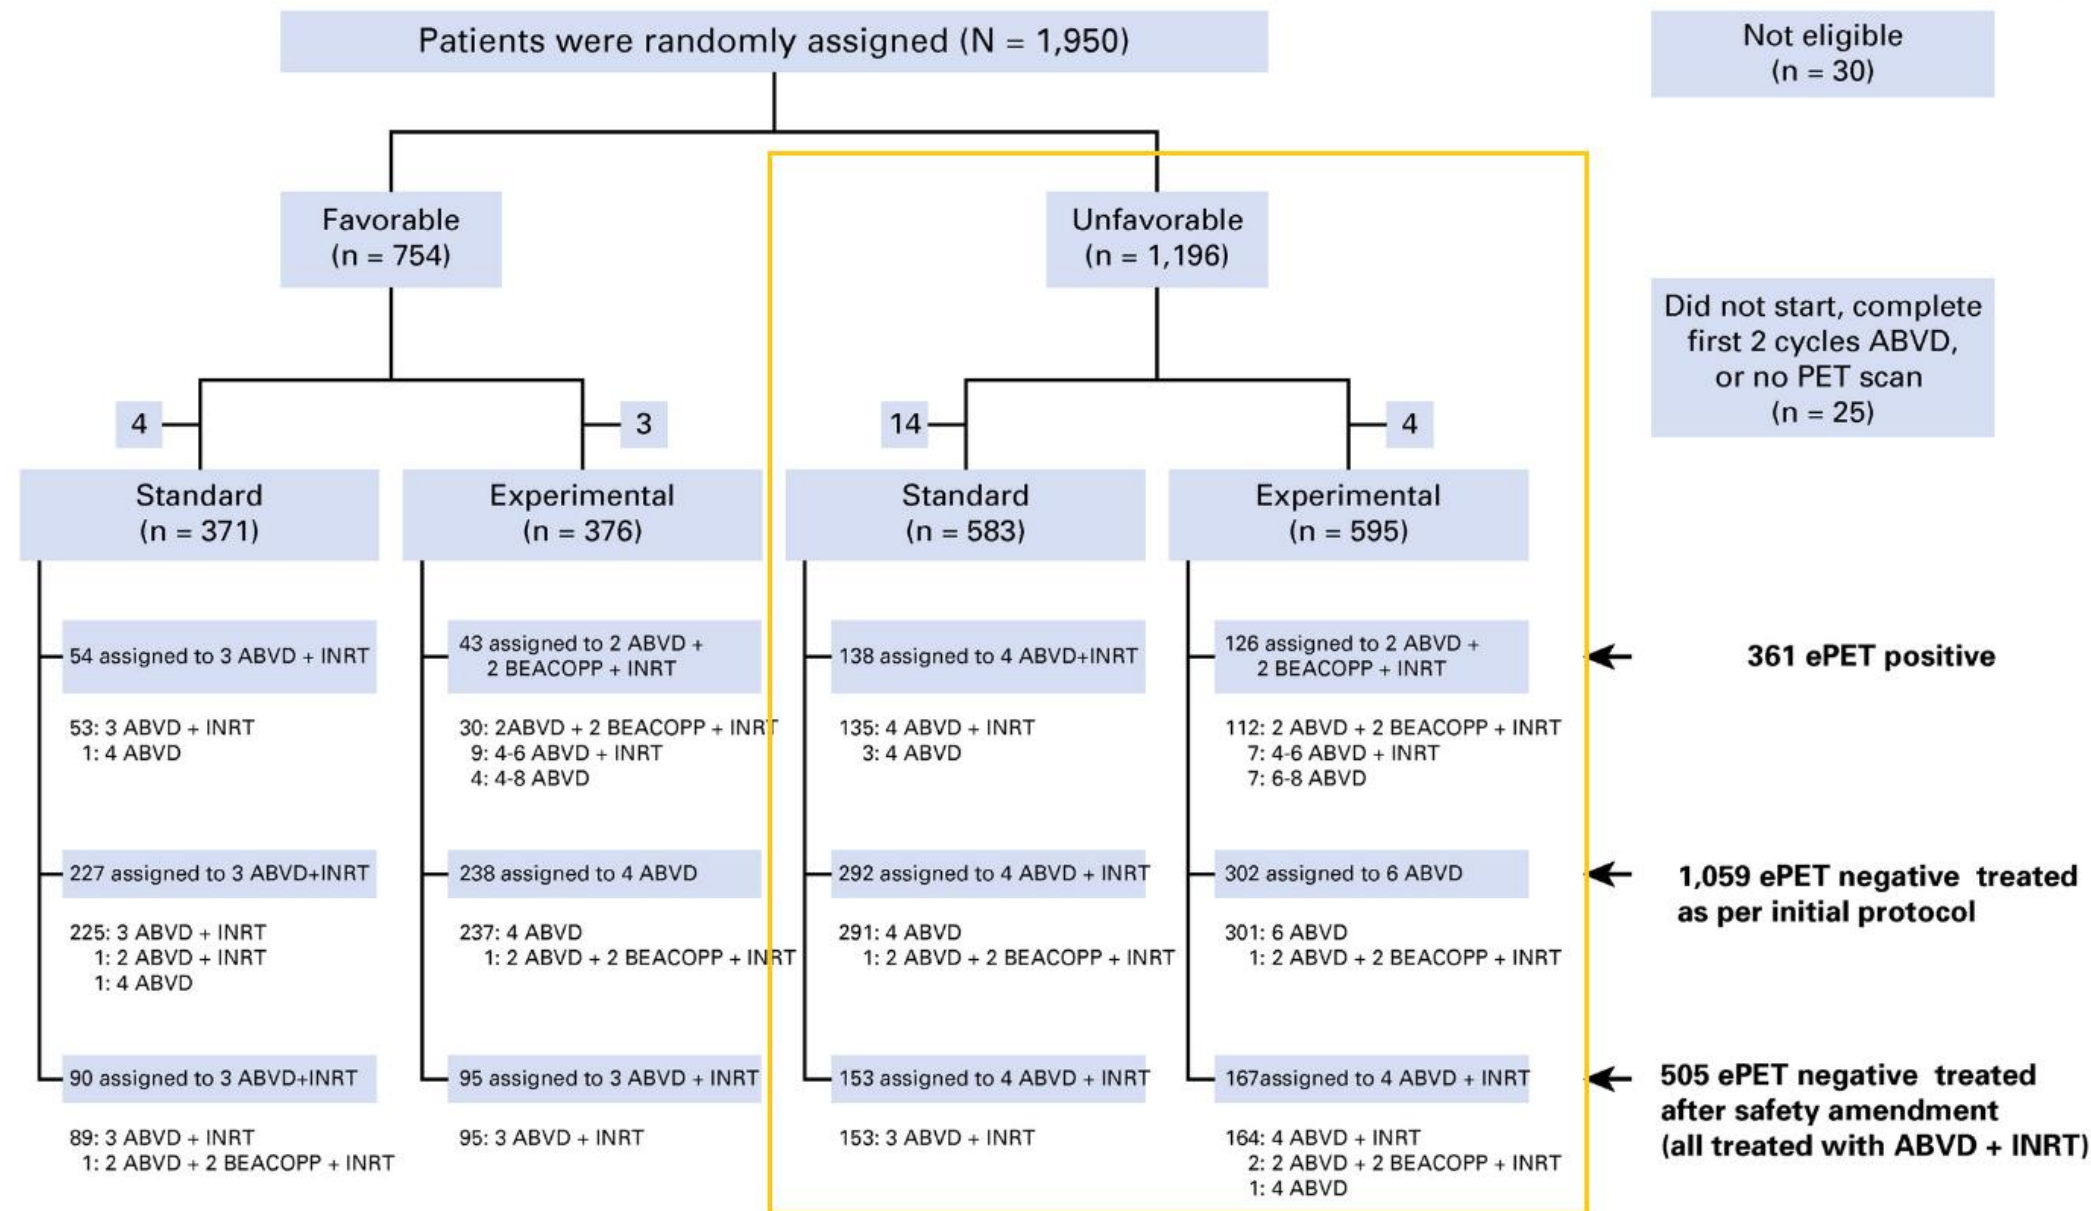 Patients were randomly assigned (N = 1,950)
Not eligible
(n = 30)
Favorable
(n = 754)
Unfavorable
(n = 1,196)
Did not start, complete
first 2 cycles ABVD,
or no PET scan
(n = 25)
4
3
14
4
Standard
(n = 371)
Experimental
(n = 376)
Standard
(n = 583)
Experimental
(n = 595)
54 assigned to 3 ABVD + INRT
43 assigned to 2 ABVD +
2 BEACOPP + INRT
138 assigned to 4 ABVD+INRT
126 assigned to 2 ABVD +
2 BEACOPP + INRT
361 ePET positive
53: 3 ABVD + INRT
1: 4 ABVD
30: 2ABVD + 2 BEACOPP + INRT
9: 4-6 ABVD + INRT
4: 4-8 ABVD
135: 4 ABVD + INRT
3: 4 ABVD
112: 2 ABVD + 2 BEACOPP + INRT
7: 4-6 ABVD + INRT
7: 6-8 ABVD
227 assigned to 3 ABVD+INRT
238 assigned to 4 ABVD
292 assigned to 4 ABVD + INRT
302 assigned to 6 ABVD
1,059 ePET negative treated
as per initial protocol
225: 3 ABVD + INRT
1: 2 ABVD + INRT
1: 4 ABVD
237: 4 ABVD
1: 2 ABVD + 2 BEACOPP + INRT
291: 4 ABVD
1: 2 ABVD + 2 BEACOPP + INRT
301: 6 ABVD
1: 2 ABVD + 2 BEACOPP + INRT
90 assigned to 3 ABVD+INRT
95 assigned to 3 ABVD + INRT
153 assigned to 4 ABVD + INRT
167assigned to 4 ABVD + INRT
505 ePET negative treated
after safety amendment
(all treated with ABVD + INRT)
89: 3 ABVD + INRT
1: 2 ABVD + 2 BEACOPP + INRT
95: 3 ABVD + INRT
153: 3 ABVD + INRT
164: 4 ABVD + INRT
2: 2 ABVD + 2 BEACOPP + INRT
1: 4 ABVD